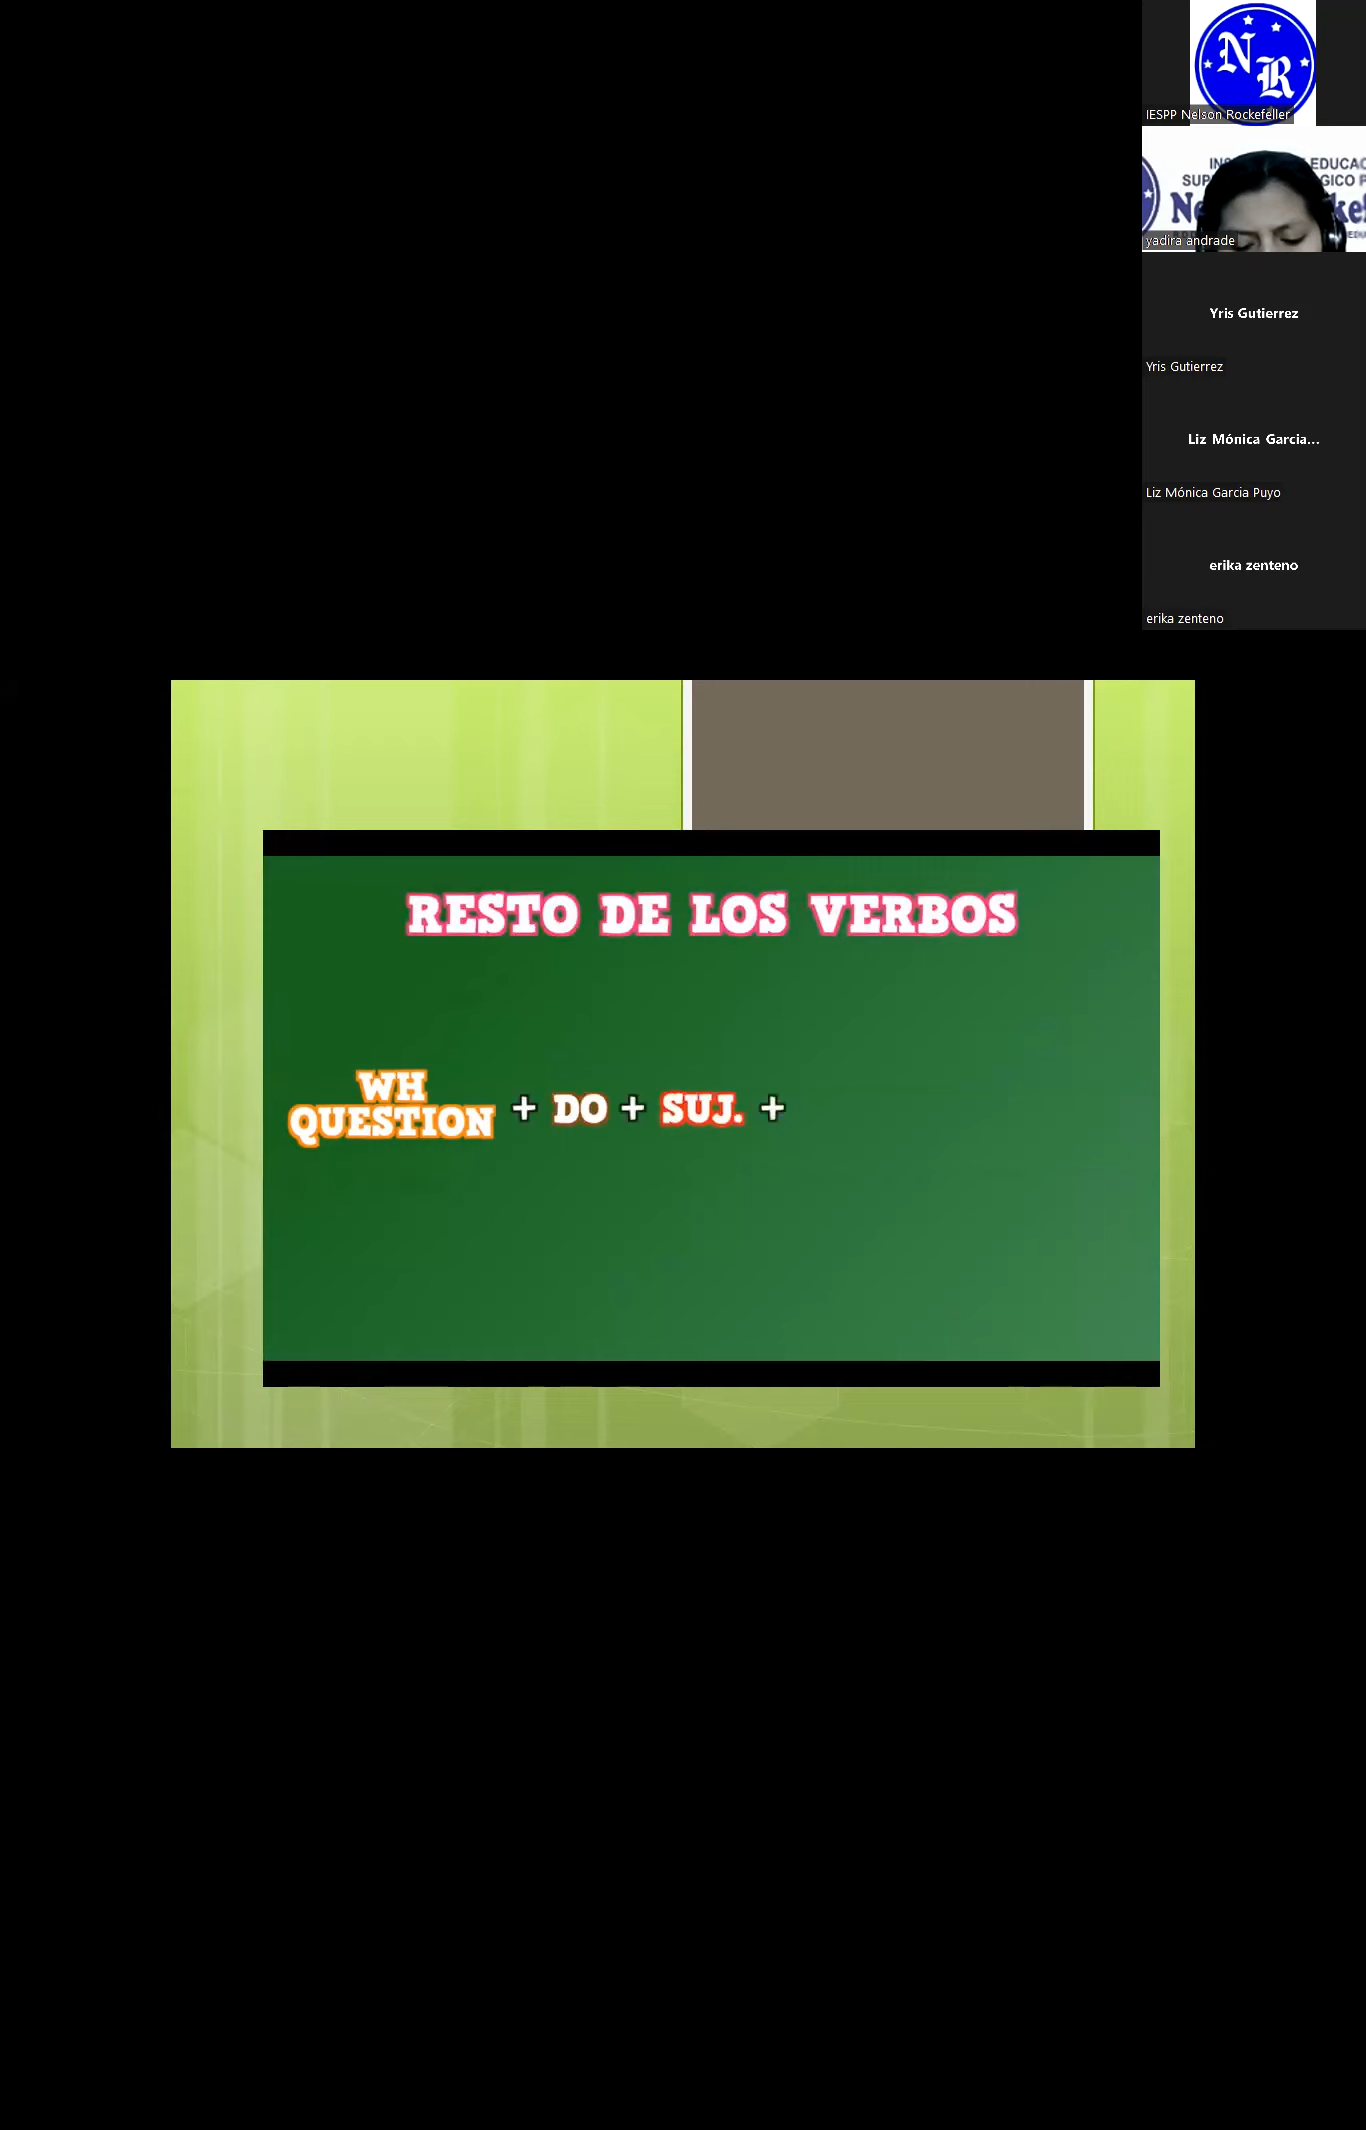 N
R
IESPP Nelson Rockefeller
EDUCAC
yadira andrade
Yris Gutierrez
Yris Gutierrez
Liz Mónica Garcia...
Liz Mónica Garcia Puyo
erika zenteno
erika zenteno
RESTO DE LOS VERBOS
WH
QUESTION + DO + SUJ. +